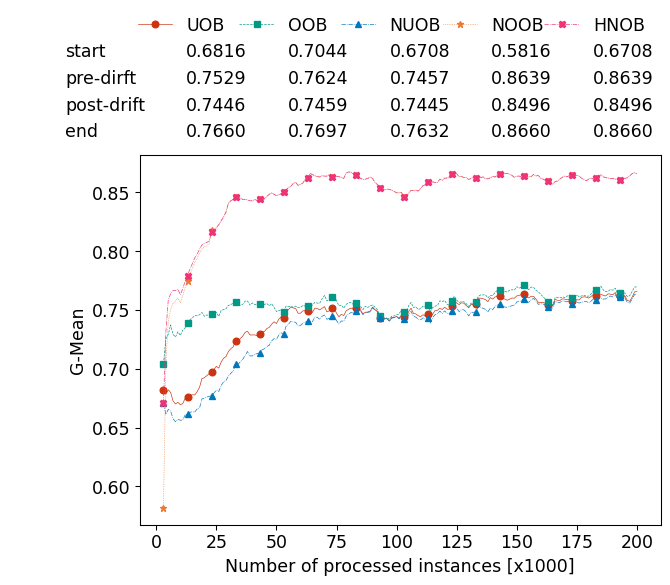 UOB OOB NUOB NOOB HNOB
start 0.6816 0.7044 0.6708 0.5816 0.6708
pre-dirft 0.7529 0.7624 0.7457 0.8639 0.8639
post-drift 0.7446 0.7459 0.7445 0.8496 0.8496
end 0.7660 0.7697 0.7632 0.8660 0.8660
0.85
0.80
0.75
0.70
0.65
0.60
G-Mean
0 25 50 75 100 125 150 175 200
Number of processed instances [x1000]